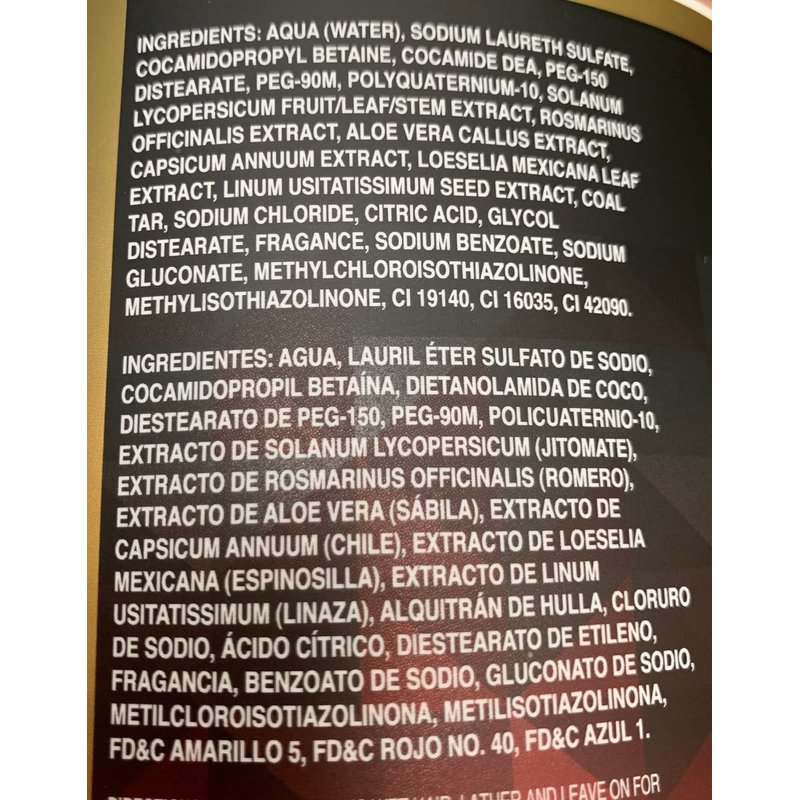 INGREDIENTS: AQUA (WATER), SODIUM LAURETH SULFATE,
COCAMIDOPROPYL BETAINE, COCAMIDE DEA, PEG-150
DISTEARATE, PEG-90M, POLYQUATERNIUM-10, SOLANUM
LYCOPERSICUM FRUIT/LEAF/STEM EXTRACT, ROSMARINUS
OFFICINALIS EXTRACT, ALOE VERA CALLUS EXTRACT,
CAPSICUM ANNUUM EXTRACT, LOESELIA MEXICANA LEAF
EXTRACT, LINUM USITATISSIMUM SEED EXTRACT, COAL
TAR, SODIUM CHLORIDE, CITRIC ACID, GLYCOL
DISTEARATE, FRAGANCE, SODIUM BENZOATE, SODIUM
GLUCONATE, METHYLCHLOROISOTHIAZOLINONE,
METHYLISOTHIAZOLINONE, CI 19140, CI 16035, CI 42090.
INGREDIENTES: AGUA, LAURIL ÉTER SULFATO DE SODIO,
COCAMIDOPROPIL BETAÍNA, DIETANOLAMIDA DE COCO,
DIESTEARATO DE PEG-150, PEG-90M, POLICUATERNIO-10,
EXTRACTO DE SOLANUM LYCOPERSICUM (JITOMATE),
EXTRACTO DE ROSMARINUS OFFICINALIS (ROMERO),
EXTRACTO DE ALOE VERA (SÁBILA), EXTRACTO DE
CAPSICUM ANNUUM (CHILE), EXTRACTO DE LOESELIA
MEXICANA (ESPINOSILLA), EXTRACTO DE LINUM
USITATISSIMUM (LINAZA), ALQUITRÁN DE HULLA, CLORURO
DE SODIO, ÁCIDO CÍTRICO, DIESTEARATO DE ETILENO,
FRAGANCIA, BENZOATO DE SODIO, GLUCONATO DE SODIO,
METILCLOROISOTIAZOLINONA, METILISOTIAZOLINONA,
FD&C AMARILLO 5, FD&C ROJO NO. 40, FD&C AZUL 1.
HAIR, LATHER AND LEAVE ON FOR